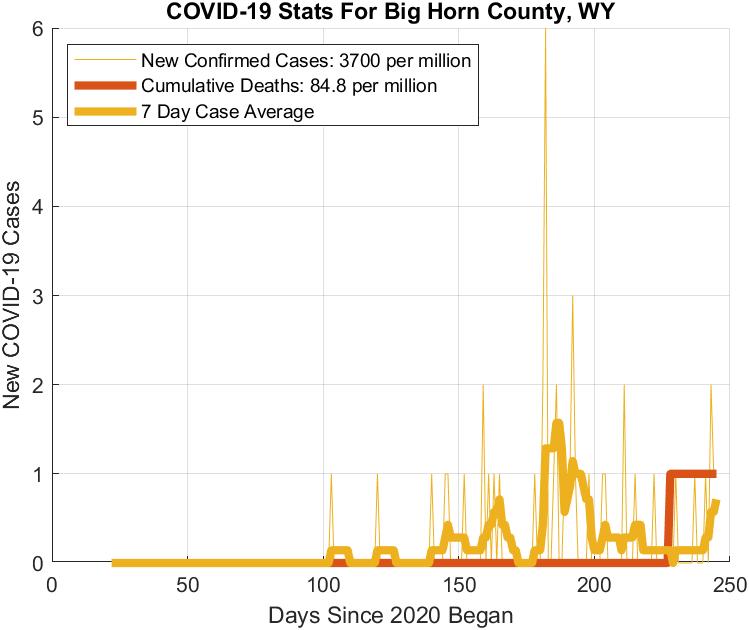 COVID-19 Stats For Big Horn County, WY
New Confirmed Cases: 3700 per million
Cumulative Deaths: 84.8 per million
7 Day Case Average
New COVID-19 Cases
6
5
4
3
2
1
0
0 50 100 150 200 250
Days Since 2020 Began